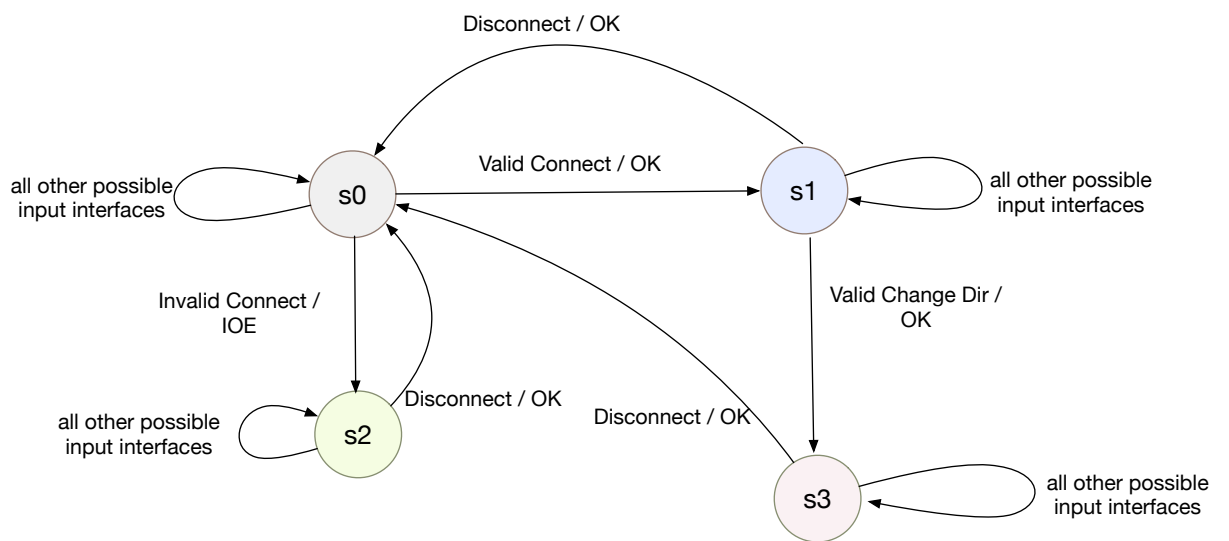 Disconnect / OK
Valid Connect / OK
all other possible
input interfaces
s0
s1
all other possible
input interfaces
Invalid Connect /
IOE
Valid Change Dir /
OK
Disconnect / OK
Disconnect / OK
all other possible
input interfaces
s2
s3
all other possible
input interfaces